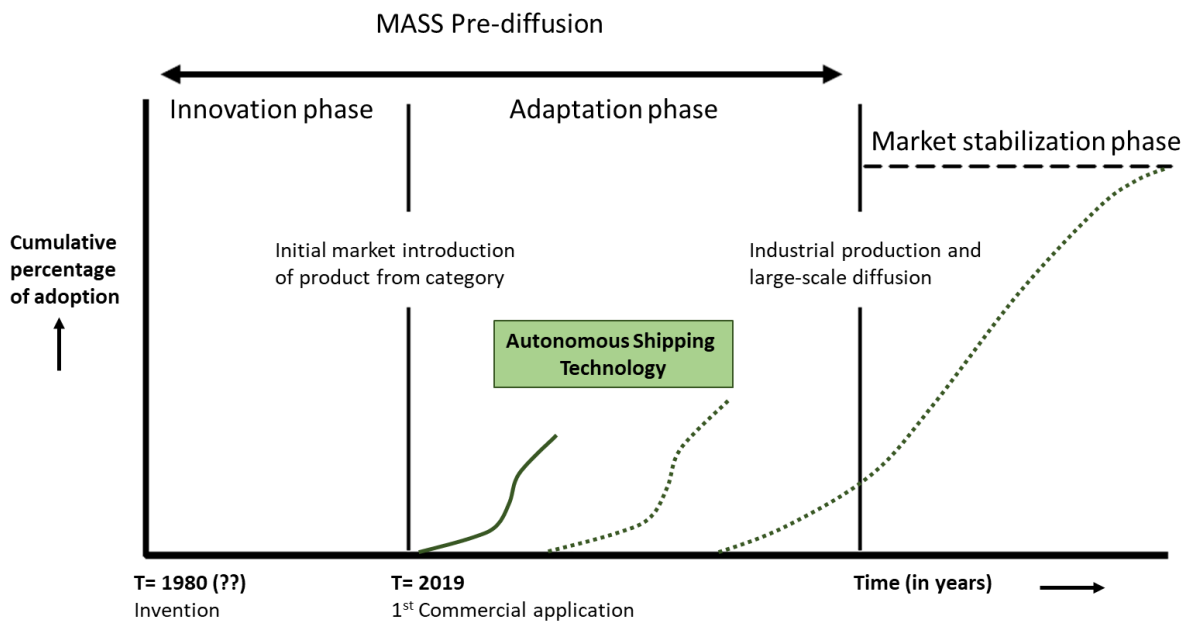 MASS Pre-diffusion
Innovation phase
Adaptation phase
Market stabilization phase
Cumulative
percentage
of adoption
Initial market introduction
of product from category
Industrial production and
large-scale diffusion
Autonomous Shipping
Technology
T= 1980 (??)
Invention
T= 2019
1st Commercial application
Time (in years)